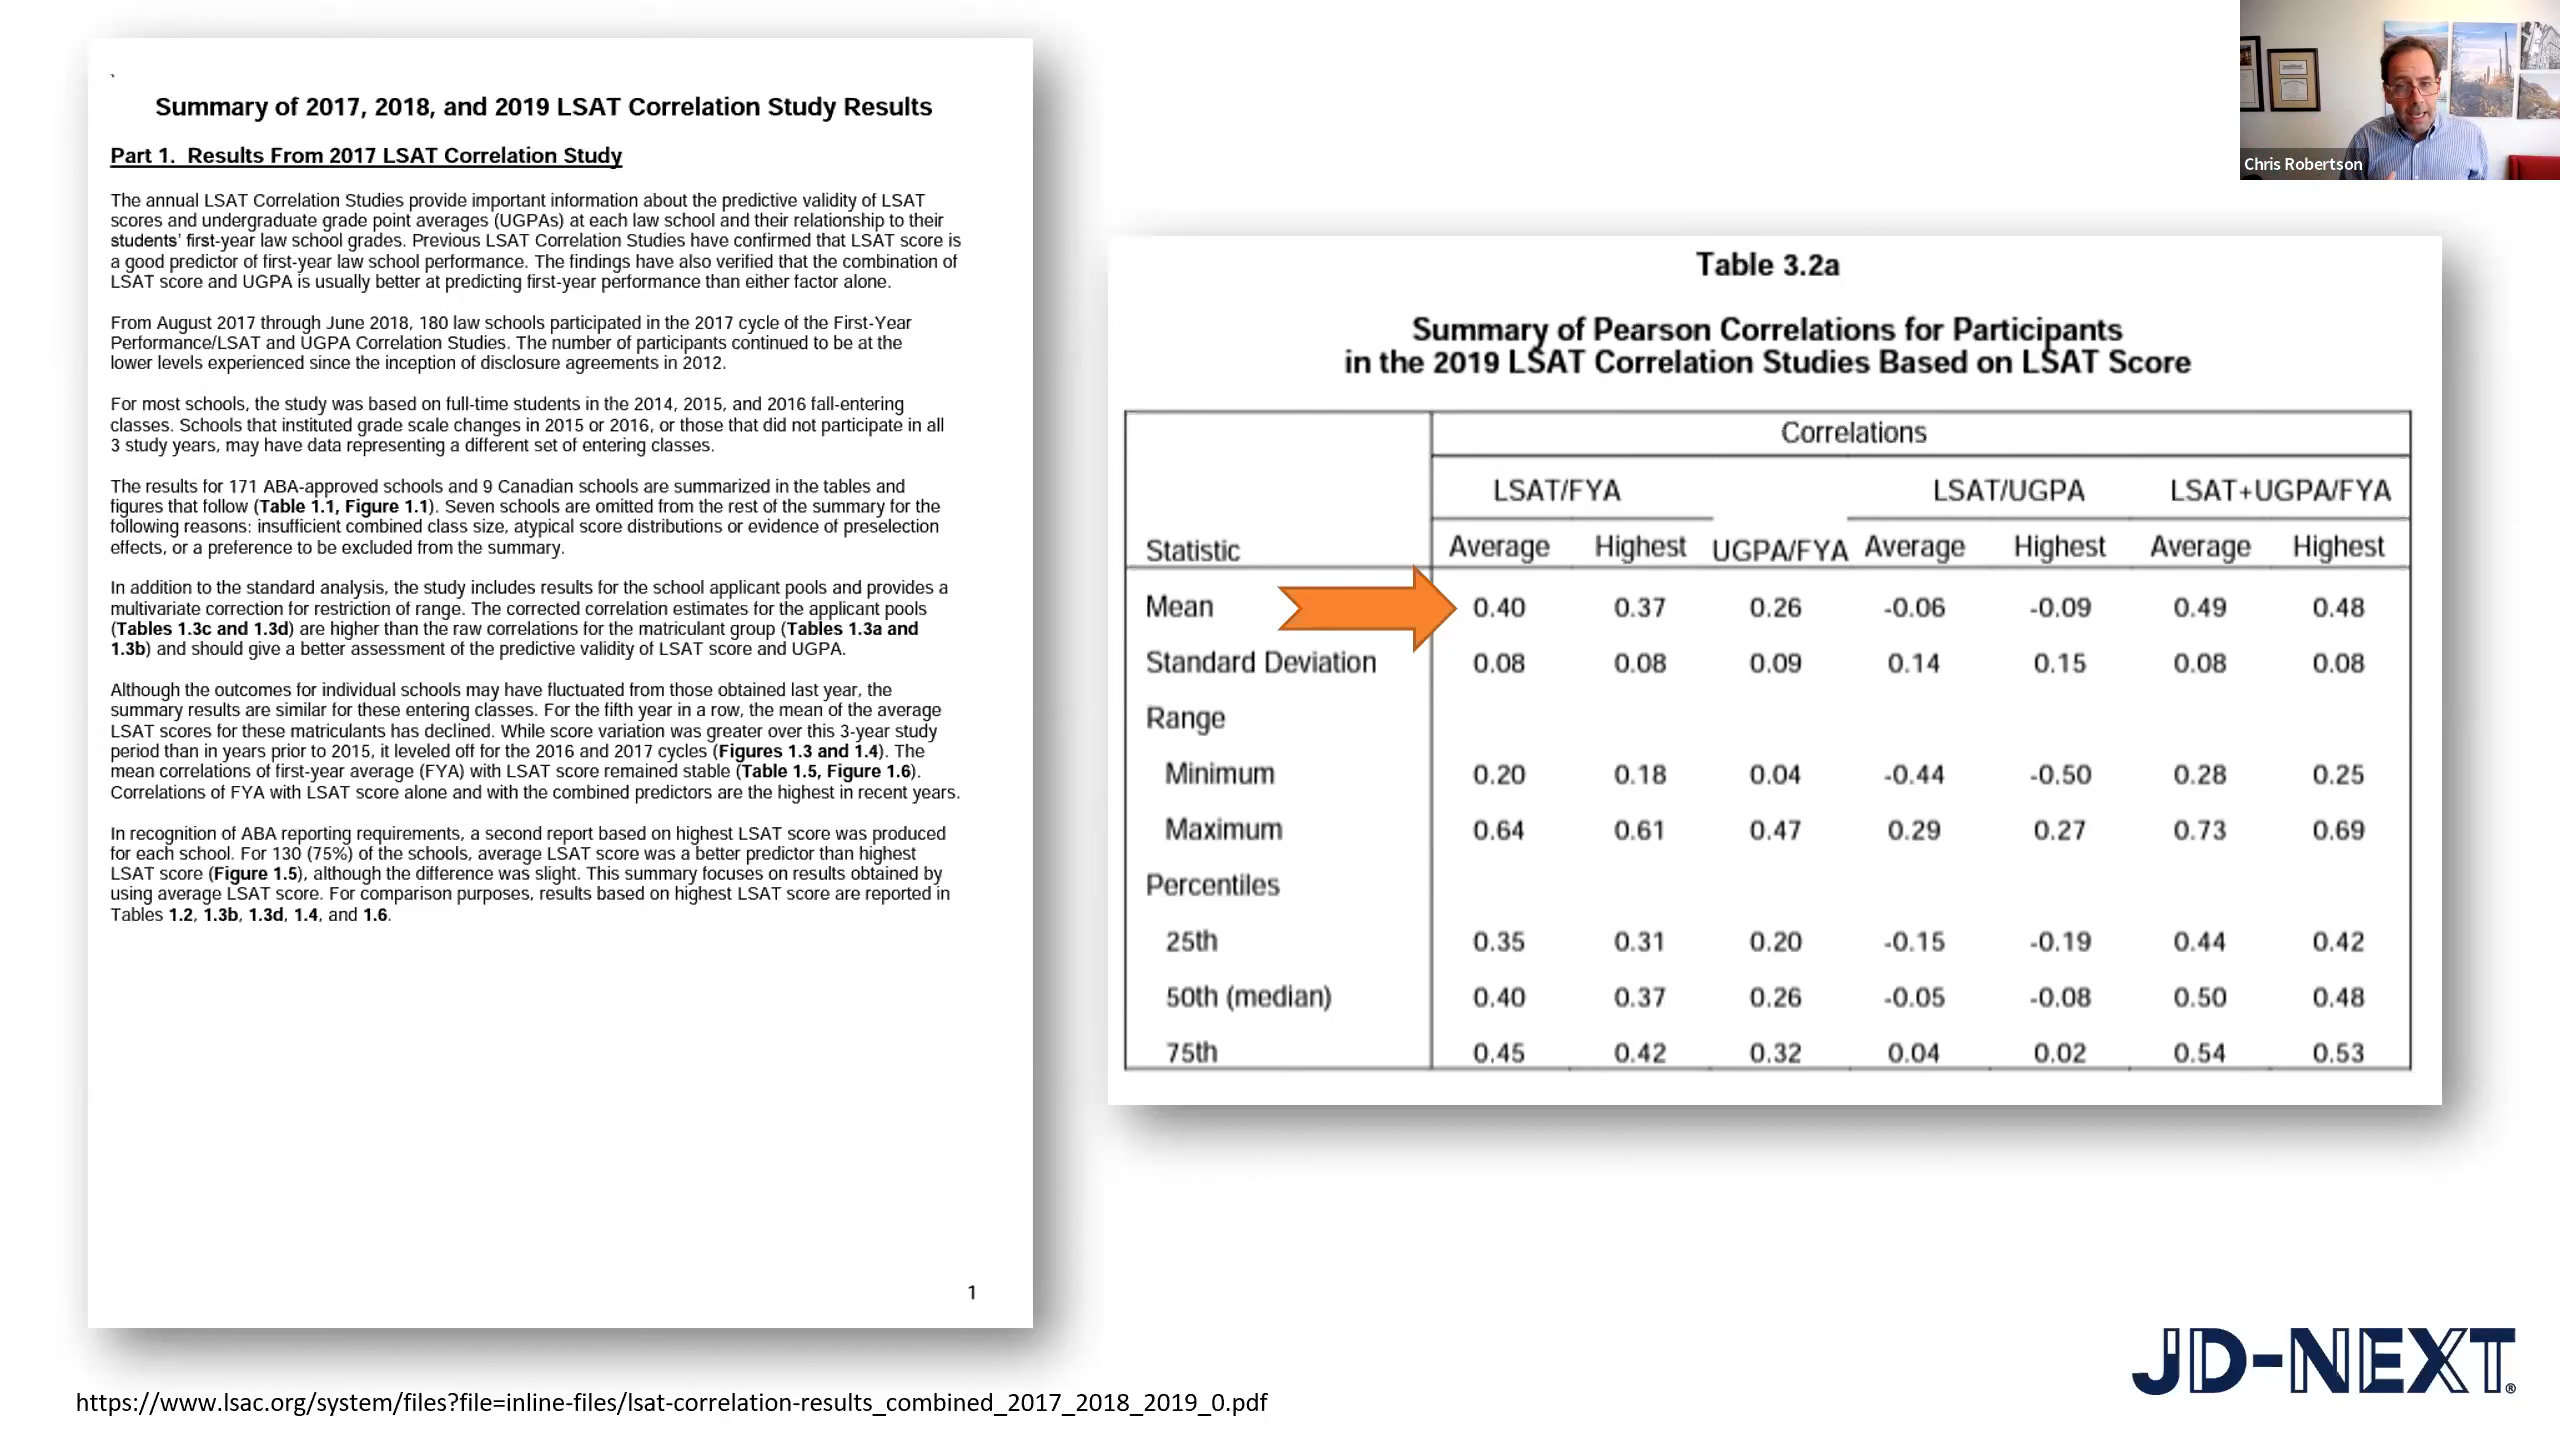 `
Summary of 2017, 2018, and 2019 LSAT Correlation Study Results
Part 1.  Results From 2017 LSAT Correlation Study
The annual LSAT Correlation Studies provide important information about the predictive validity of LSAT
scores and undergraduate grade point averages (UGPAs) at each law school and their relationship to their
students’ first-year law school grades. Previous LSAT Correlation Studies have confirmed that LSAT score is
a good predictor of first-year law school performance. The findings have also verified that the combination of
LSAT score and UGPA is usually better at predicting first-year performance than either factor alone.
From August 2017 through June 2018, 180 law schools participated in the 2017 cycle of the First-Year
Performance/LSAT and UGPA Correlation Studies. The number of participants continued to be at the
lower levels experienced since the inception of disclosure agreements in 2012.
For most schools, the study was based on full-time students in the 2014, 2015, and 2016 fall-entering
classes. Schools that instituted grade scale changes in 2015 or 2016, or those that did not participate in all
3 study years, may have data representing a different set of entering classes.
The results for 171 ABA-approved schools and 9 Canadian schools are summarized in the tables and
figures that follow (Table 1.1, Figure 1.1). Seven schools are omitted from the rest of the summary for the
following reasons: insufficient combined class size, atypical score distributions or evidence of preselection
effects, or a preference to be excluded from the summary.
In addition to the standard analysis, the study includes results for the school applicant pools and provides a
multivariate correction for restriction of range. The corrected correlation estimates for the applicant pools
(Tables 1.3c and 1.3d) are higher than the raw correlations for the matriculant group (Tables 1.3a and
1.3b) and should give a better assessment of the predictive validity of LSAT score and UGPA.
Although the outcomes for individual schools may have fluctuated from those obtained last year, the
summary results are similar for these entering classes. For the fifth year in a row, the mean of the average
LSAT scores for these matriculants has declined. While score variation was greater over this 3-year study
period than in years prior to 2015, it leveled off for the 2016 and 2017 cycles (Figures 1.3 and 1.4). The
mean correlations of first-year average (FYA) with LSAT score remained stable (Table 1.5, Figure 1.6).
Correlations of FYA with LSAT score alone and with the combined predictors are the highest in recent years.
In recognition of ABA reporting requirements, a second report based on highest LSAT score was produced
for each school. For 130 (75%) of the schools, average LSAT score was a better predictor than highest
LSAT score (Figure 1.5), although the difference was slight. This summary focuses on results obtained by
using average LSAT score. For comparison purposes, results based on highest LSAT score are reported in
Tables 1.2, 1.3b, 1.3d, 1.4, and 1.6.
1
https://www.lsac.org/system/files?file=inline-files/lsat-correlation-results_combined_2017_2018_2019_0.pdf
Chris Robertson
Table 3.2a
Summary of Pearson Correlations for Participants
in the 2019 LSAT Correlation Studies Based on LSAT Score
Correlations
LSAT/FYA LSAT/UGPA LSAT+UGPA/FYA
Statistic Average Highest UGPA/FYA Average Highest Average Highest
Mean 0.40 0.37 0.26 -0.06 -0.09 0.49 0.48
Standard Deviation 0.08 0.08 0.09 0.14 0.15 0.08 0.08
Range
Minimum 0.20 0.18 0.04 -0.44 -0.50 0.28 0.25
Maximum 0.64 0.61 0.47 0.29 0.27 0.73 0.69
Percentiles
25th 0.35 0.31 0.20 -0.15 -0.19 0.44 0.42
50th (median) 0.40 0.37 0.26 -0.05 -0.08 0.50 0.48
75th 0.45 0.42 0.32 0.04 0.02 0.54 0.53
JD-NEXT®